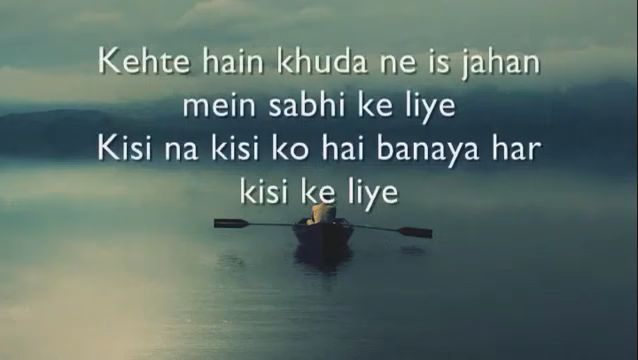 Kehte hain khuda ne is jahan
mein sabhi ke liye
Kisi na kisi ko hai banaya har
kisi ke liye